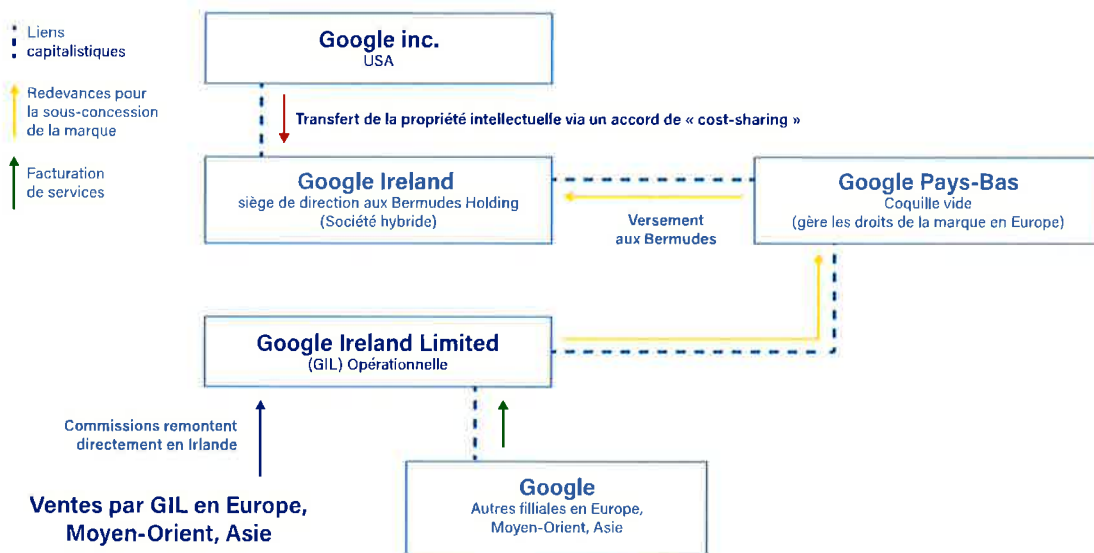 Liens
capitalistiques
Redevances pour
la sous-concession
de la marque
Facturation
de services
Google inc.
USA
Transfert de la propriété intellectuelle via un accord de « cost-sharing »
Google Ireland
siège de direction aux Bermudes Holding
(Société hybride)
Versement
aux Bermudes
Google Pays-Bas
Coquille vide
(gère les droits de la marque en Europe)
Google Ireland Limited
(GIL) Opérationnelle
Commissions remontent
directement en Irlande
Ventes par GIL en Europe,
Moyen-Orient, Asie
Google
Autres filliales en Europe,
Moyen-Orient, Asie